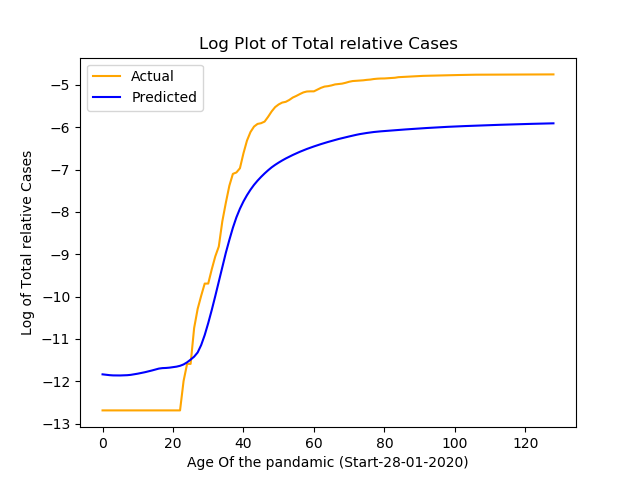 Log Plot of Total relative Cases
Actual
Predicted
Log of Total relative Cases
−5
−6
−7
−8
−9
−10
−11
−12
−13
0 20 40 60 80 100 120
Age Of the pandamic (Start-28-01-2020)